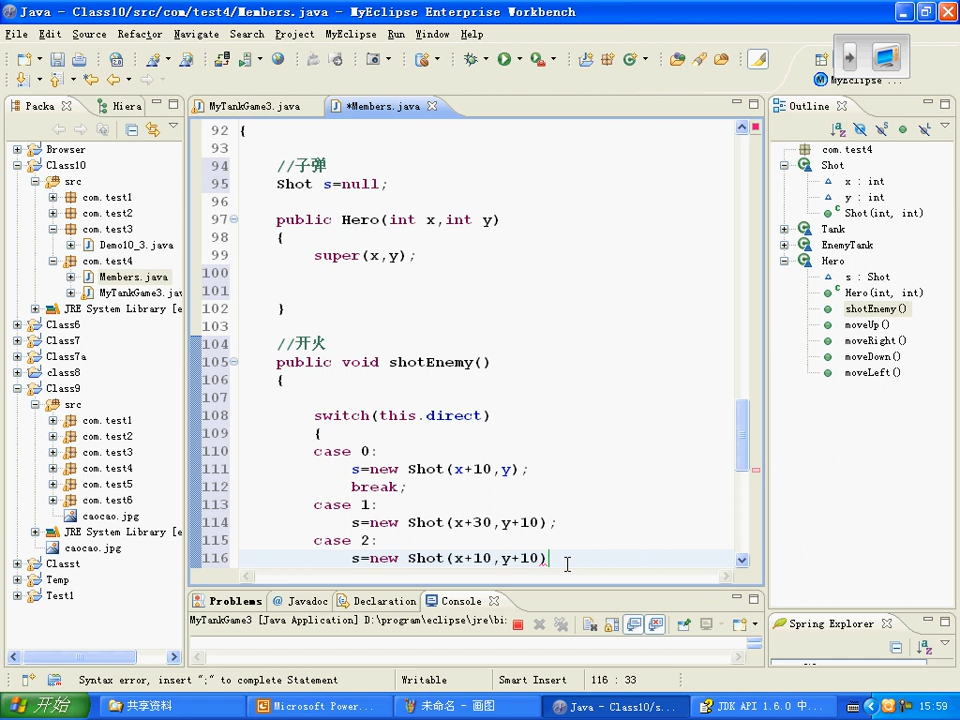 Java - Class10/src/com/test4/Members.java - MyEclipse Enterprise Workbench
File Edit Source Refactor Navigate Search Project MyEclipse Run Window Help
MyEclipse ...
Packa
Hiera
MyTankGame3.java
*Members.java
Outline
Browser
Class10
src
com.test1
com.test2
com.test3
Demo10_3.java
com.test4
Members.java
MyTankGame3.jav
JRE System Library [e
Class6
Class7
Class7a
class8
Class9
src
com.test1
com.test2
com.test3
com.test4
com.test5
com.test6
caocao.jpg
JRE System Library [e
caocao.jpg
Classt
Temp
Test1
92 {
93
94 //子弹
95 Shot s=null;
96
97 public Hero(int x,int y)
98 {
99 super(x,y);
100
101
102 }
103
104 //开火
105 public void shotEnemy()
106 {
107
108 switch(this.direct)
109 {
110 case 0:
111 s=new Shot(x+10,y);
112 break;
113 case 1:
114 s=new Shot(x+30,y+10);
115 case 2:
116 s=new Shot(x+10,y+10)
com.test4
Shot
x : int
y : int
Shot(int, int)
Tank
EnemyTank
Hero
s : Shot
Hero(int, int)
shotEnemy()
moveUp()
moveRight()
moveDown()
moveLeft()
Problems
Javadoc
Declaration
Console
MyTankGame3 [Java Application] D:\program\eclipse\jre\bi
Spring Explorer
Syntax error, insert ";" to complete Statement
Writable
Smart Insert
116 : 33
开始
共享资料
Microsoft Power...
未命名 - 画图
Java - Class10/s...
JDK API 1.6.0 中...
15:59